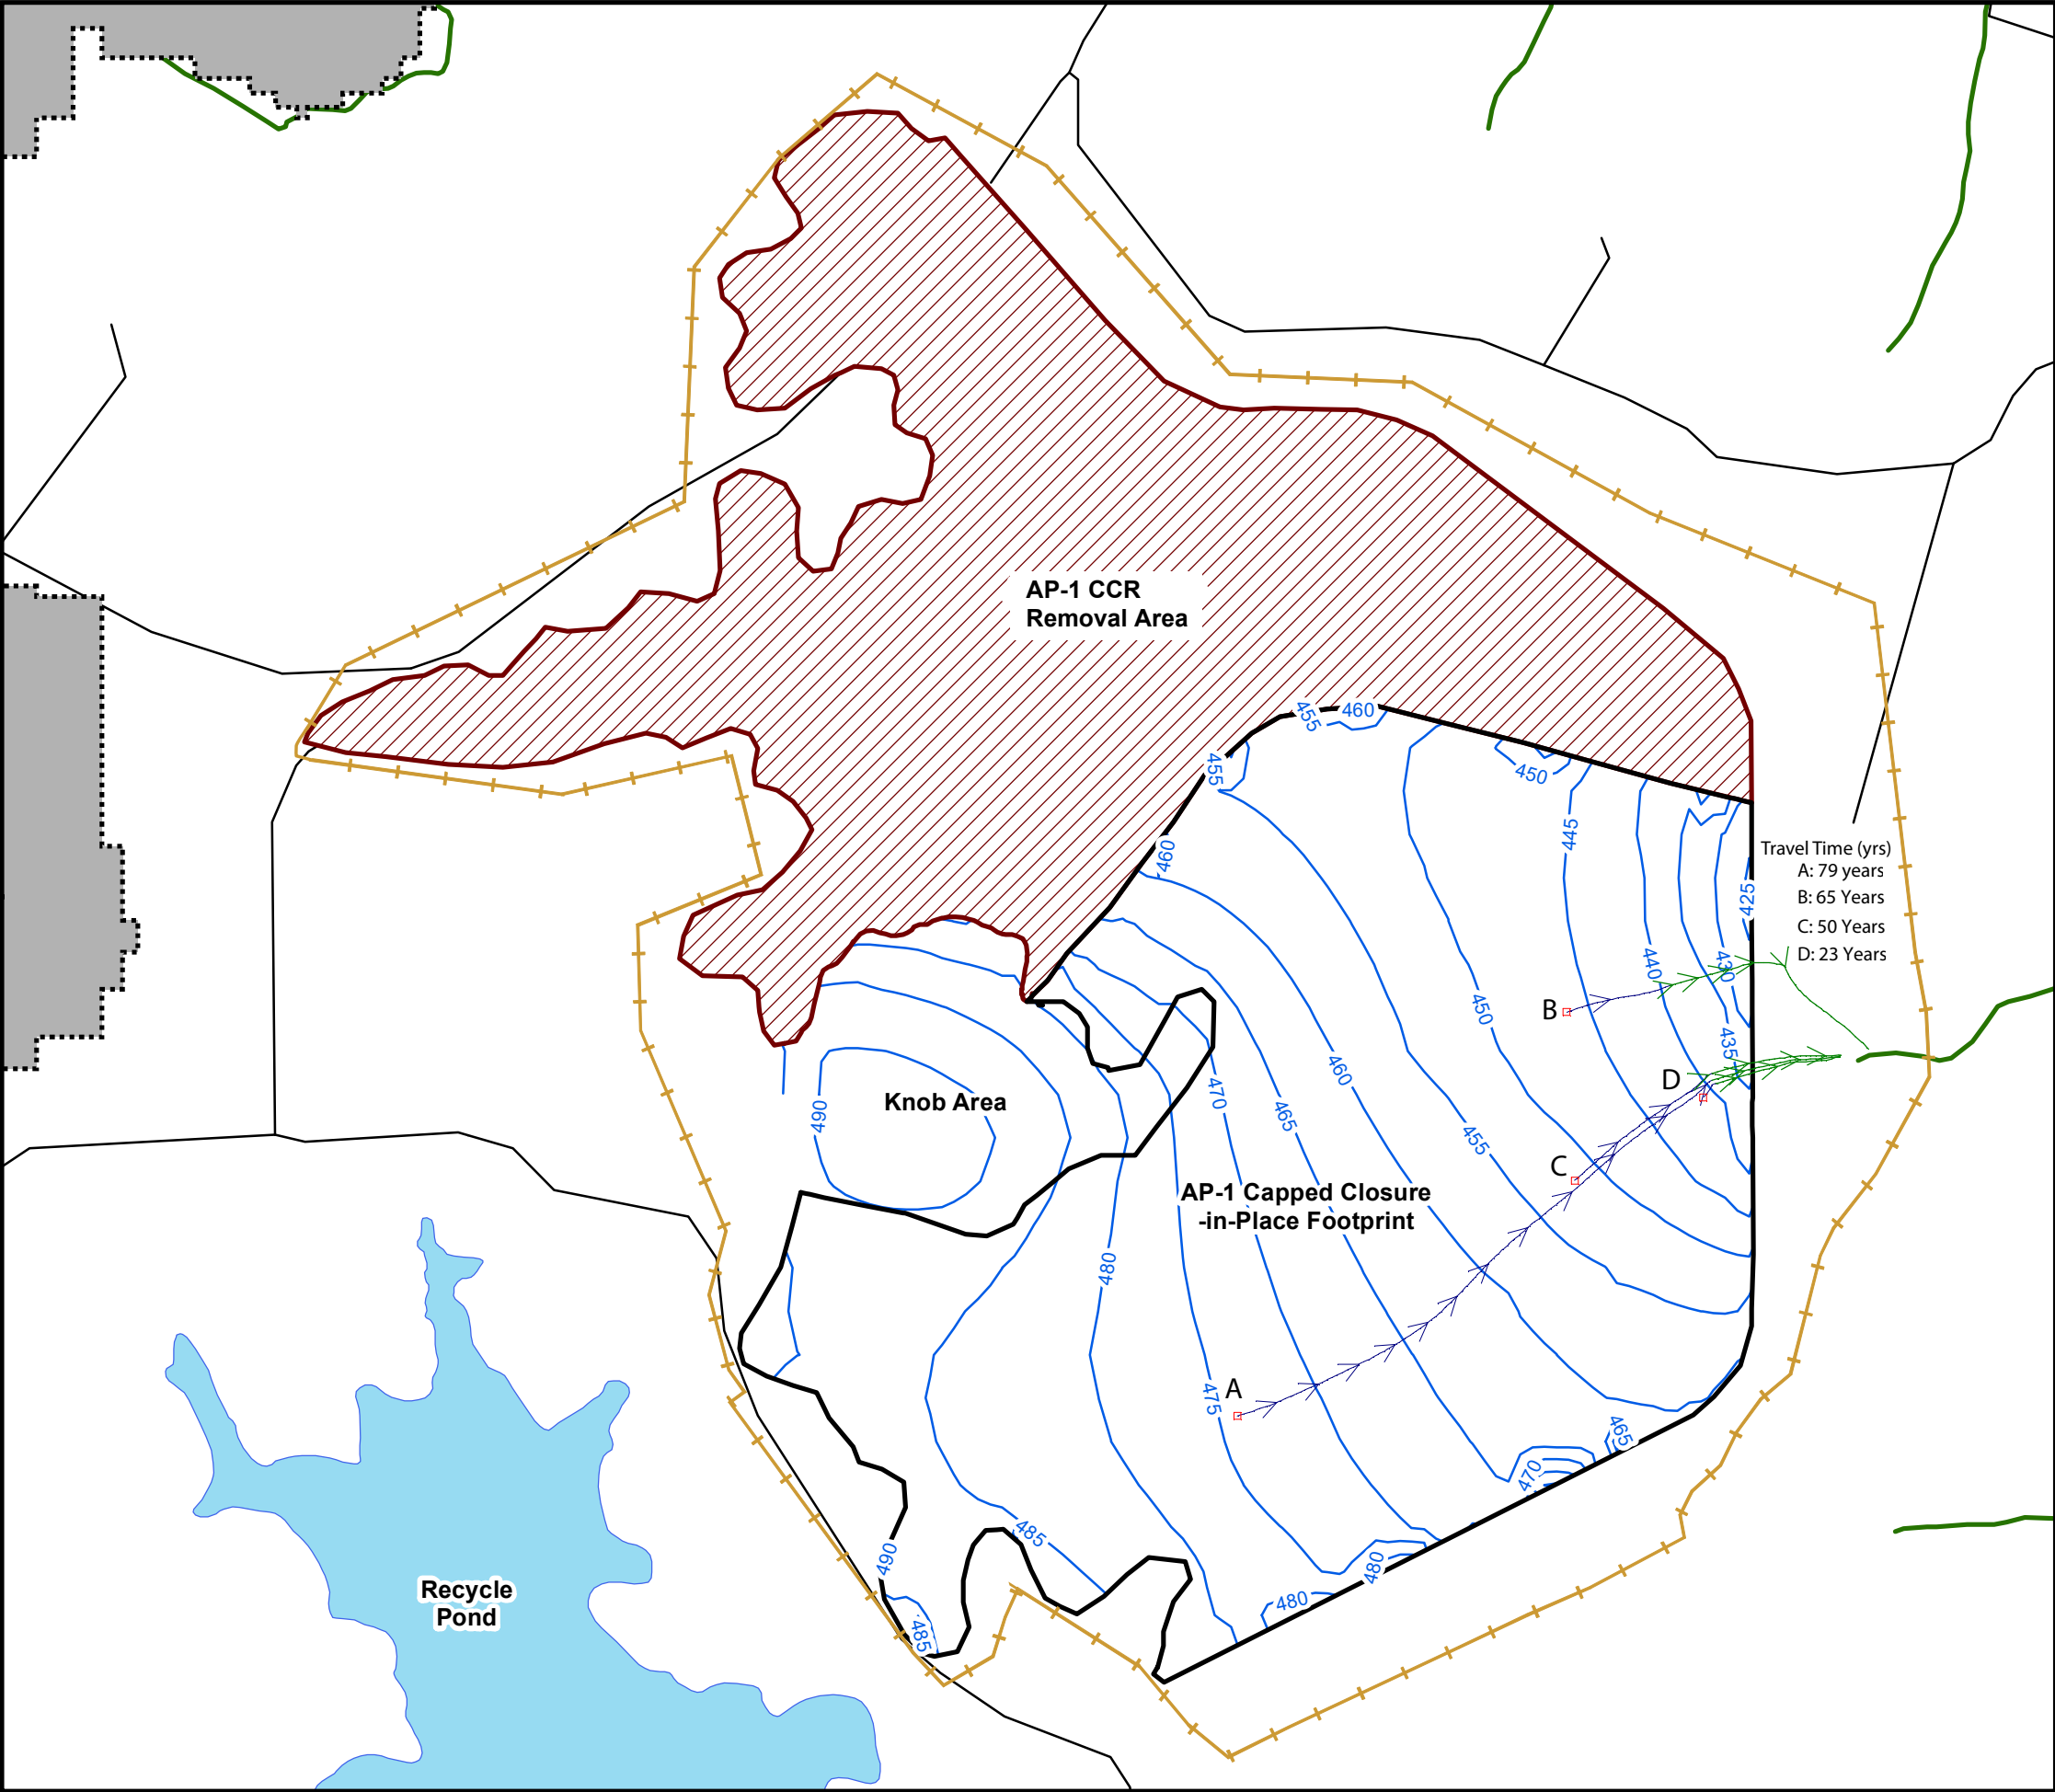 AP-1 CCR
Removal Area
455
460
450
455
445
460
Travel Time (yrs)
A: 79 years
B: 65 Years
C: 50 Years
D: 23 Years
425
440
430
B
450
435
460
D
470
465
490
Knob Area
455
C
AP-1 Capped Closure
-in-Place Footprint
480
A
475
465
470
485
490
480
480
485
Recycle
Pond